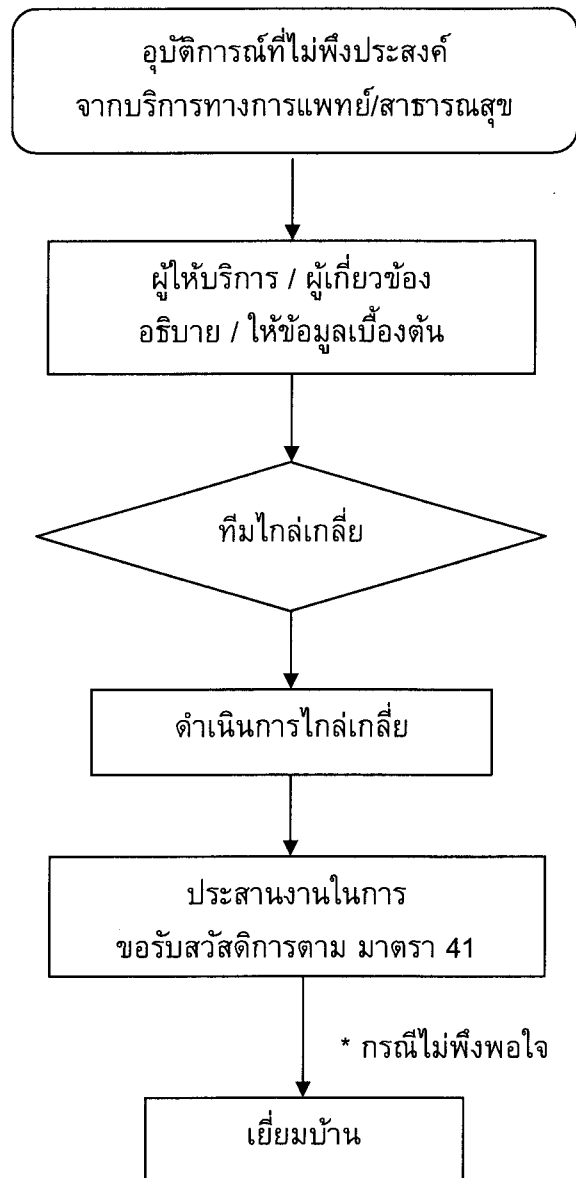 อุบัติการณ์ที่ไม่พึงประสงค์
จากบริการทางการแพทย์/สาธารณสุข
ผู้ให้บริการ / ผู้เกี่ยวข้อง
อธิบาย / ให้ข้อมูลเบื้องต้น
ทีมไกล่เกลี่ย
ดำเนินการไกล่เกลี่ย
ประสานงานในการ
ขอรับสวัสดิการตาม มาตรา 41
* กรณีไม่พึงพอใจ
เยี่ยมบ้าน